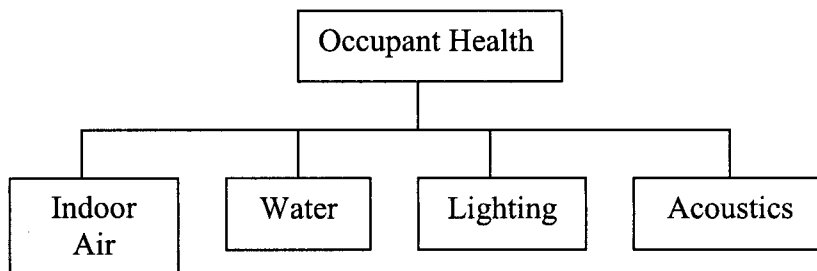 Occupant Health
Indoor
Air
Water
Lighting
Acoustics